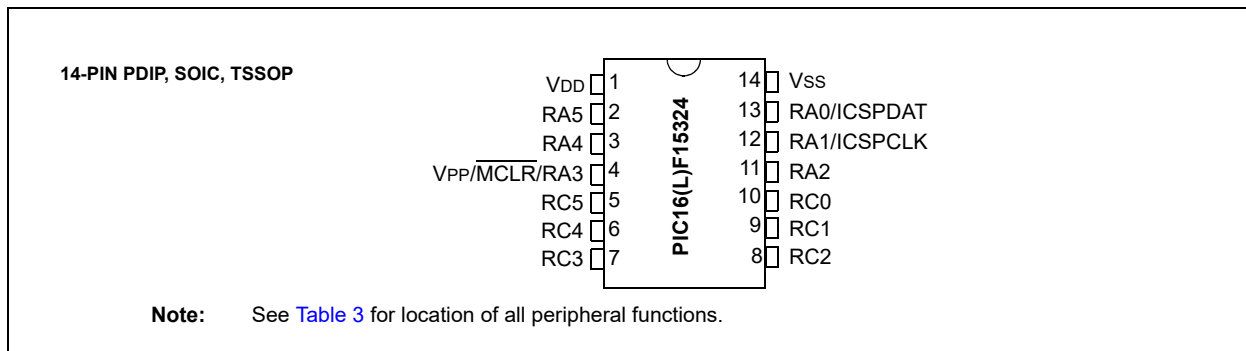 14-PIN PDIP, SOIC, TSSOP
VDD 1 14 VSS
RA5 2 13 RA0/ICSPDAT
RA4 3 12 RA1/ICSPCLK
VPP/MCLR/RA3 4 11 RA2
RC5 5 10 RC0
RC4 6 9 RC1
RC3 7 8 RC2
PIC16(L)F15324
Note: See Table 3 for location of all peripheral functions.